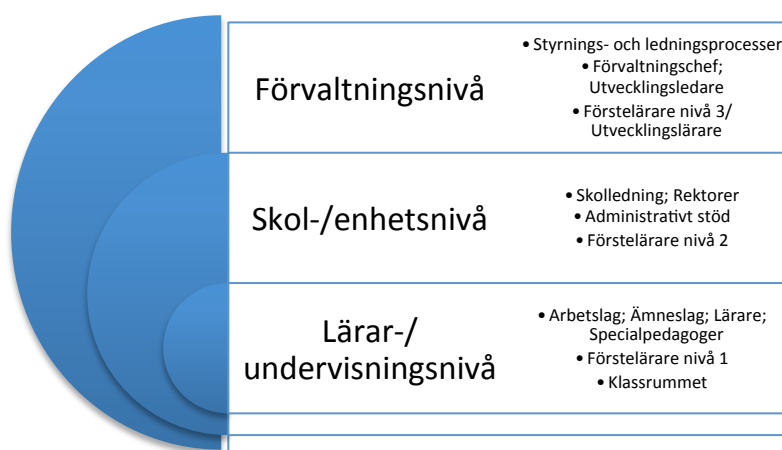 Förvaltningsnivå
• Styrnings- och ledningsprocesser
• Förvaltningschef;
Utvecklingsledare
• Förstelärare nivå 3/
Utvecklingslärare
Skol-/enhetsnivå
• Skolledning; Rektorer
• Administrativt stöd
• Förstelärare nivå 2
Lärar-/
undervisningsnivå
• Arbetslag; Ämneslag; Lärare;
Specialpedagoger
• Förstelärare nivå 1
• Klassrummet